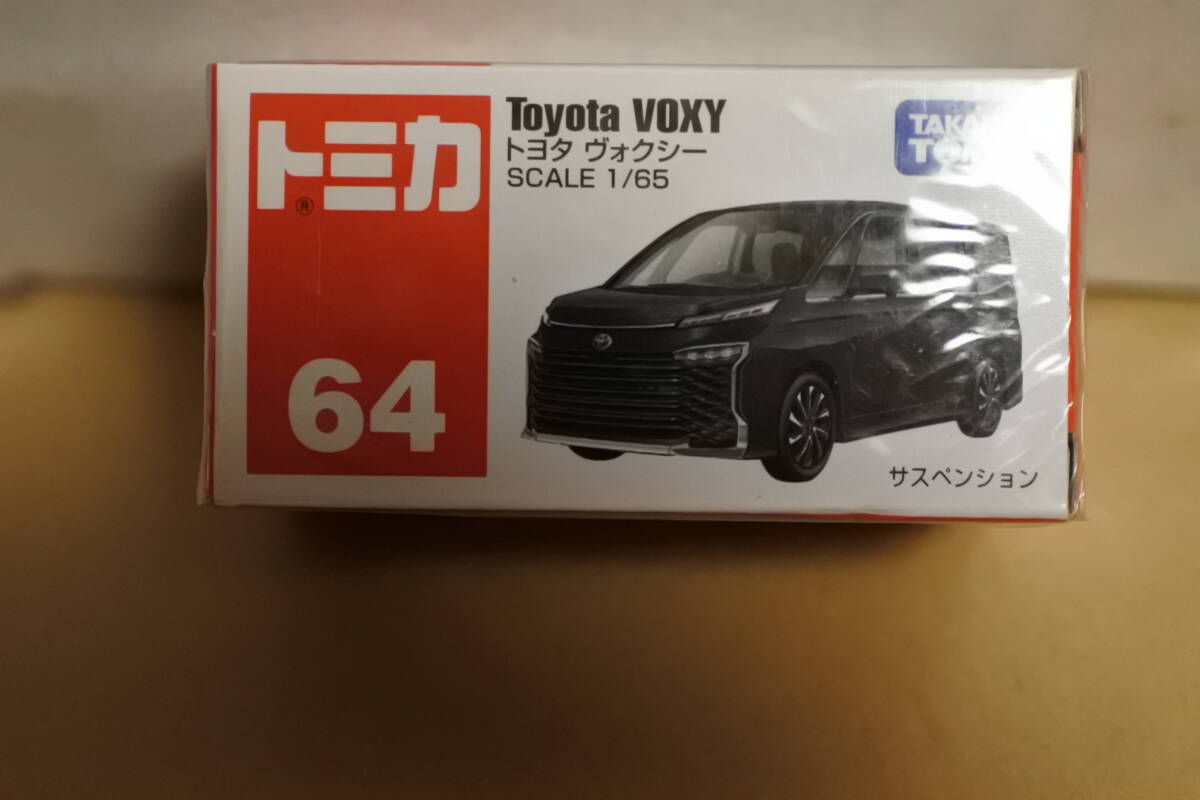 トミカ
®
64
Toyota VOXY
トヨタ ヴォクシー
SCALE 1/65
サスペンション